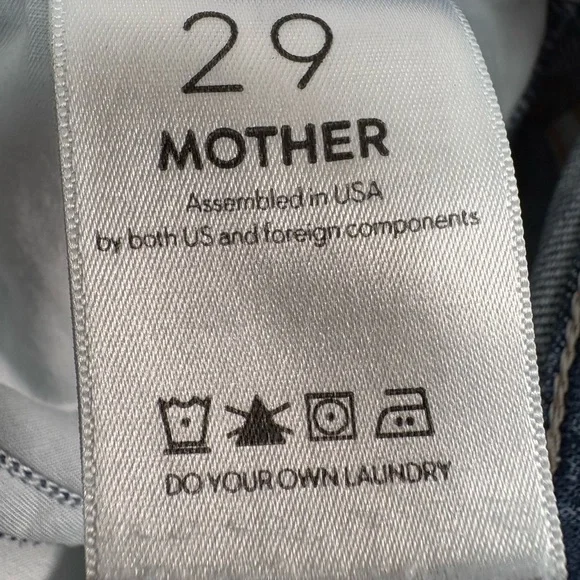 29
MOTHER
Assembled in USA
by both US and foreign components
DO YOUR OWN LAUNDRY